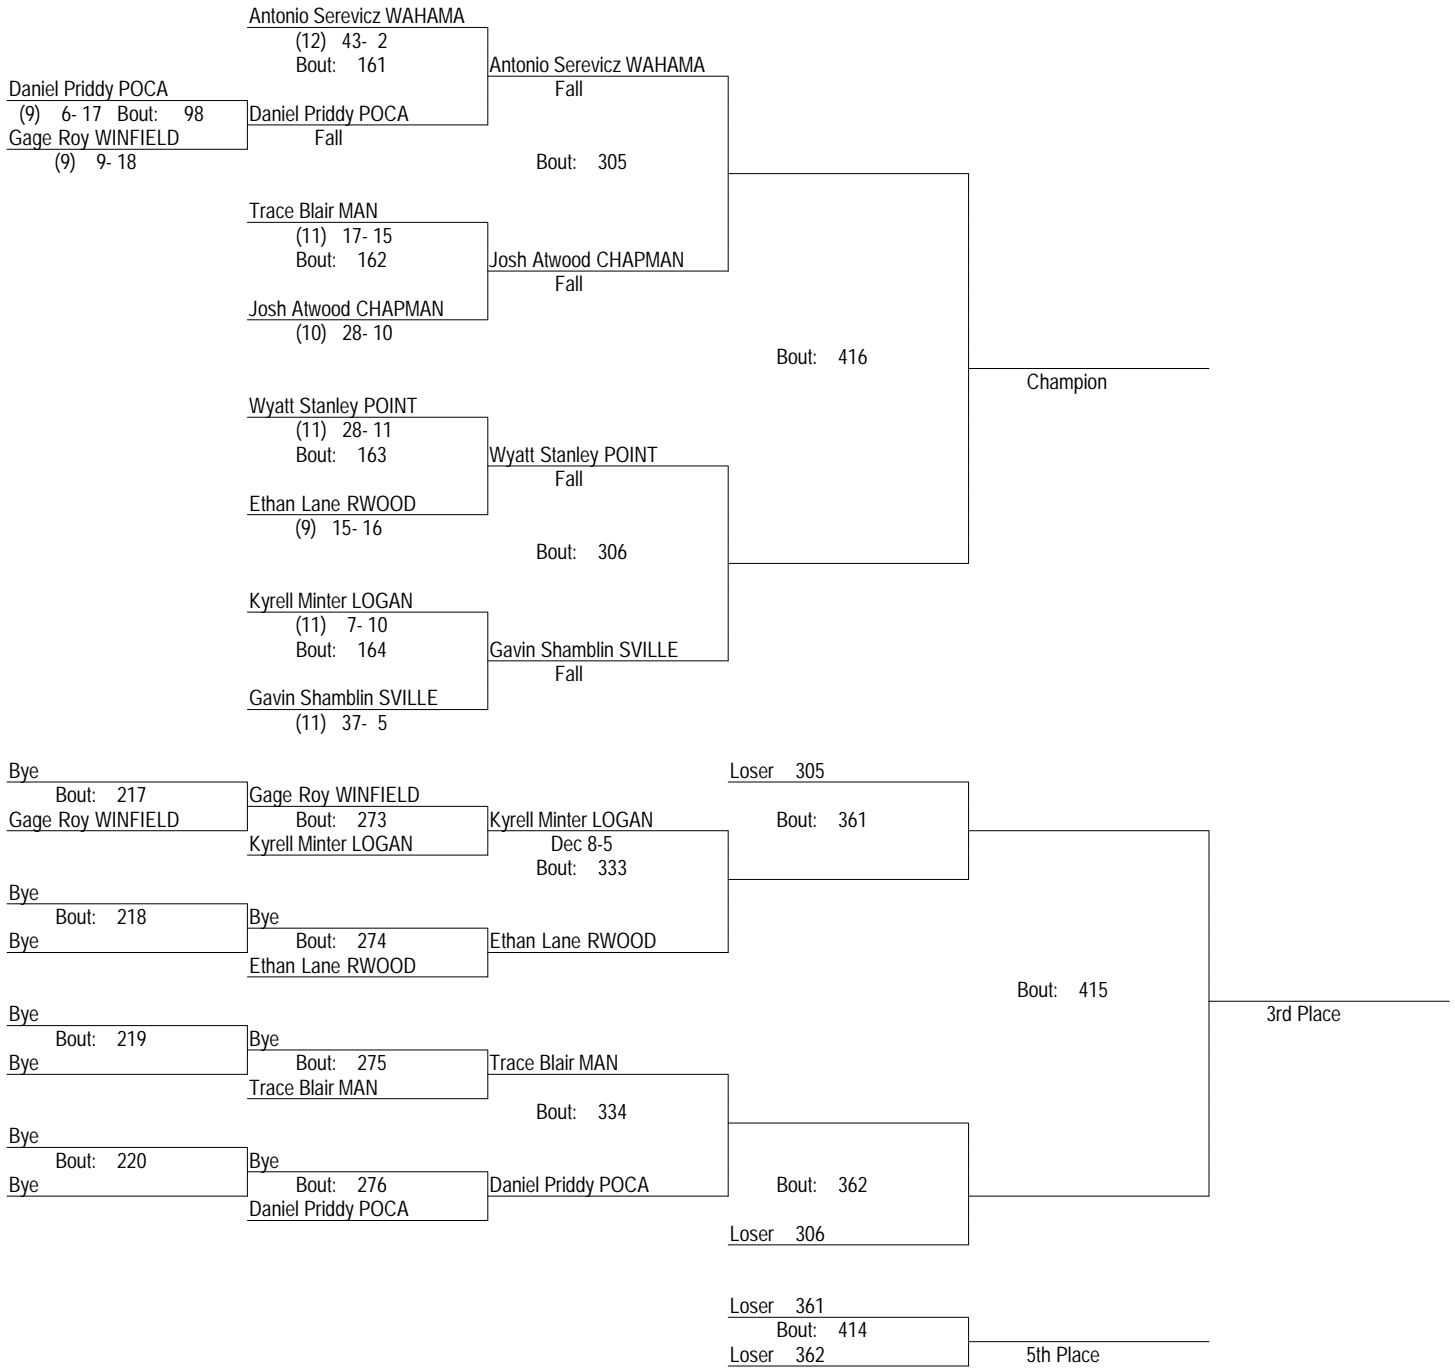 Antonio Serevicz WAHAMA
(12) 43- 2
Bout: 161
Antonio Serevicz WAHAMA
Fall
Daniel Priddy POCA
(9) 6- 17 Bout: 98
Gage Roy WINFIELD
(9) 9- 18
Daniel Priddy POCA
Fall
Bout: 305
Trace Blair MAN
(11) 17- 15
Bout: 162
Josh Atwood CHAPMAN
Fall
Josh Atwood CHAPMAN
(10) 28- 10
Bout: 416
Champion
Wyatt Stanley POINT
(11) 28- 11
Bout: 163
Wyatt Stanley POINT
Fall
Ethan Lane RWOOD
(9) 15- 16
Bout: 306
Kyrell Minter LOGAN
(11) 7- 10
Bout: 164
Gavin Shamblin SVILLE
Fall
Gavin Shamblin SVILLE
(11) 37- 5
Bye
Bout: 217
Gage Roy WINFIELD
Gage Roy WINFIELD
Bout: 273
Kyrell Minter LOGAN
Kyrell Minter LOGAN
Dec 8-5
Bout: 333
Loser 305
Bout: 361
Bye
Bout: 218
Bye
Bye
Bout: 274
Ethan Lane RWOOD
Ethan Lane RWOOD
Bout: 415
3rd Place
Bye
Bout: 219
Bye
Bye
Bout: 275
Trace Blair MAN
Trace Blair MAN
Bout: 334
Bye
Bout: 220
Bye
Bye
Bout: 276
Daniel Priddy POCA
Daniel Priddy POCA
Bout: 362
Loser 306
Loser 361
Bout: 414
Loser 362
5th Place